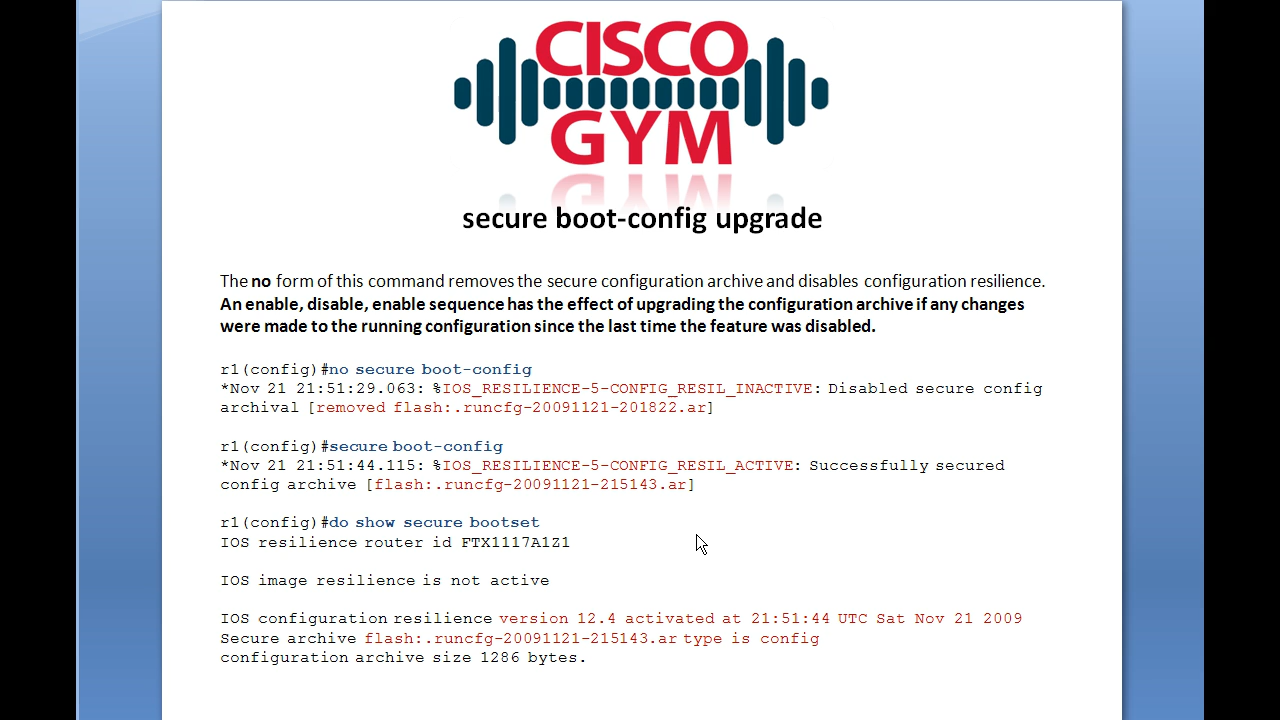 CISCO
GYM
secure boot-config upgrade
The no form of this command removes the secure configuration archive and disables configuration resilience.
An enable, disable, enable sequence has the effect of upgrading the configuration archive if any changes
were made to the running configuration since the last time the feature was disabled.
r1(config)#no secure boot-config
*Nov 21 21:51:29.063: %IOS_RESILIENCE-5-CONFIG_RESIL_INACTIVE: Disabled secure config
archival [removed flash:.runcfg-20091121-201822.ar]
r1(config)#secure boot-config
*Nov 21 21:51:44.115: %IOS_RESILIENCE-5-CONFIG_RESIL_ACTIVE: Successfully secured
config archive [flash:.runcfg-20091121-215143.ar]
r1(config)#do show secure bootset
IOS resilience router id FTX1117A1Z1
IOS image resilience is not active
IOS configuration resilience version 12.4 activated at 21:51:44 UTC Sat Nov 21 2009
Secure archive flash:.runcfg-20091121-215143.ar type is config
configuration archive size 1286 bytes.